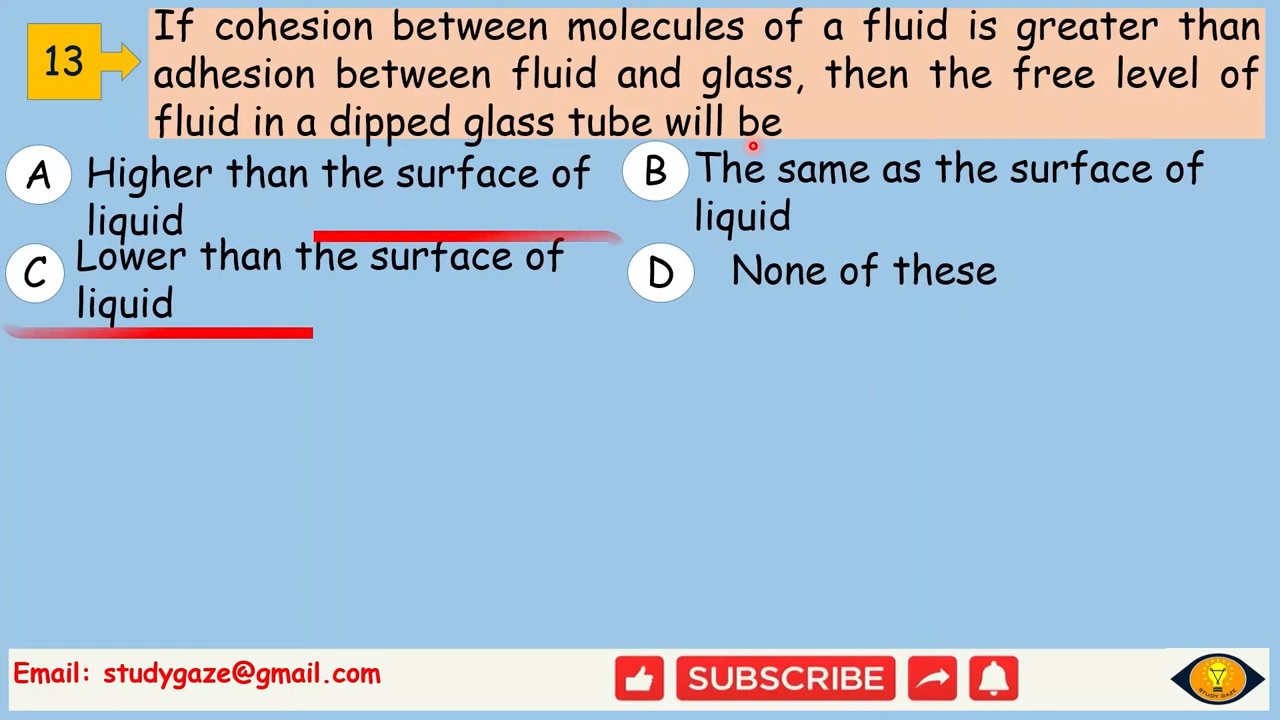 13
If cohesion between molecules of a fluid is greater than
adhesion between fluid and glass, then the free level of
fluid in a dipped glass tube will be
A Higher than the surface of
liquid
B The same as the surface of
liquid
C Lower than the surface of
liquid
D None of these
Email: studygaze@gmail.com
SUBSCRIBE
STUDY GAZE